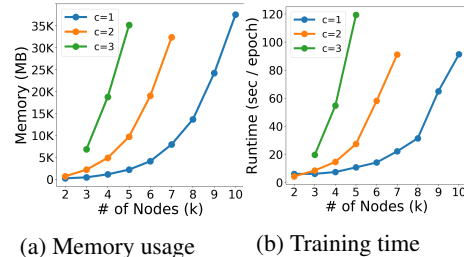 35M
30K
25K
20K
15K
10K
5K
0
Memory (MB)
c=1
c=2
c=3
2 3 4 5 6 7 8 9 10
# of Nodes (k)
(a) Memory usage
120
100
80
60
40
20
0
Runtime (sec / epoch)
c=1
c=2
c=3
2 3 4 5 6 7 8 9 10
# of Nodes (k)
(b) Training time